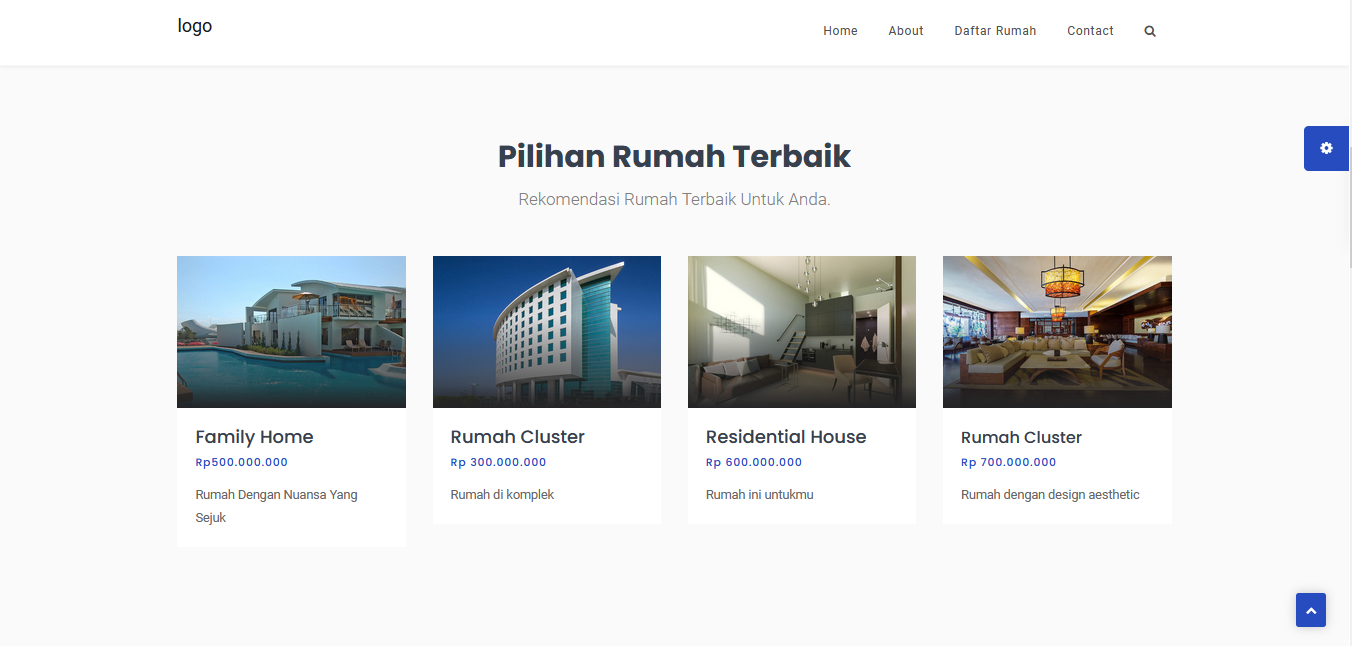 logo
Home About Daftar Rumah Contact
Pilihan Rumah Terbaik
Rekomendasi Rumah Terbaik Untuk Anda.
Family Home
Rp500.000.000
Rumah Dengan Nuansa Yang
Sejuk
Rumah Cluster
Rp 300.000.000
Rumah di komplek
Residential House
Rp 600.000.000
Rumah ini untukmu
Rumah Cluster
Rp 700.000.000
Rumah dengan design aesthetic